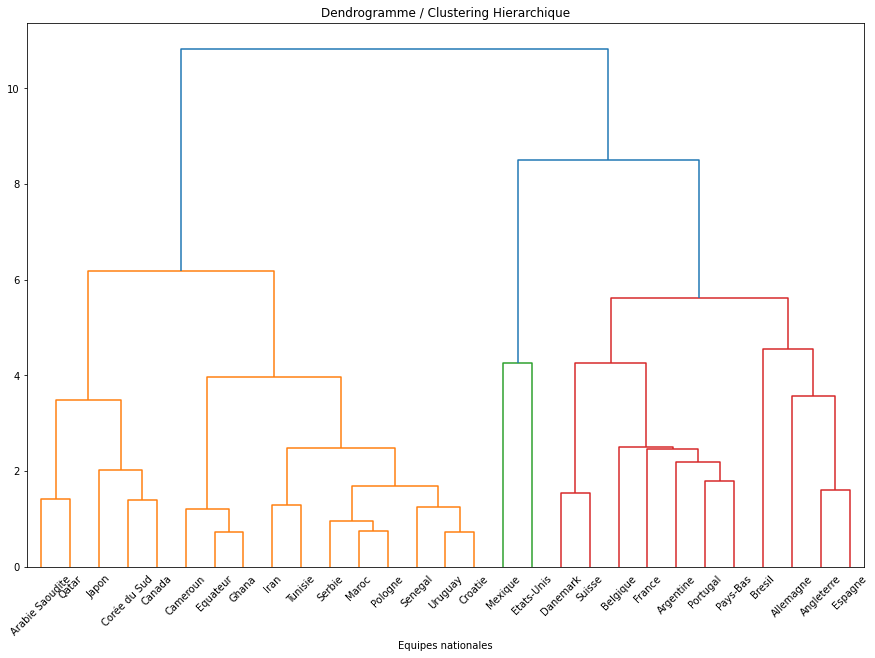 Dendrogramme / Clustering Hierarchique
10
8
6
4
2
0
Arabie Saoudite
Qatar
Japon
Corée du Sud
Canada
Cameroun
Equateur
Ghana
Iran
Tunisie
Serbie
Maroc
Pologne
Senegal
Uruguay
Croatie
Mexique
Etats-Unis
Danemark
Suisse
Belgique
France
Argentine
Portugal
Pays-Bas
Bresil
Allemagne
Angleterre
Espagne
Equipes nationales